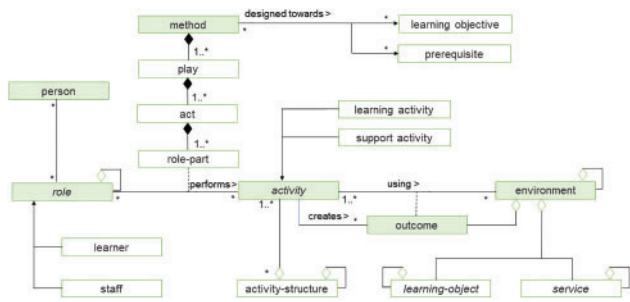 designed towards >
method
*
*
learning objective
1..*
*
prerequisite
play
person
1..*
act
learning activity
*
1..*
support activity
role-part
*
role
performs >
activity
using >
environment
*
*
1..*
1..*
*
creates >
*
outcome
learner
*
staff
activity-structure
learning-object
service